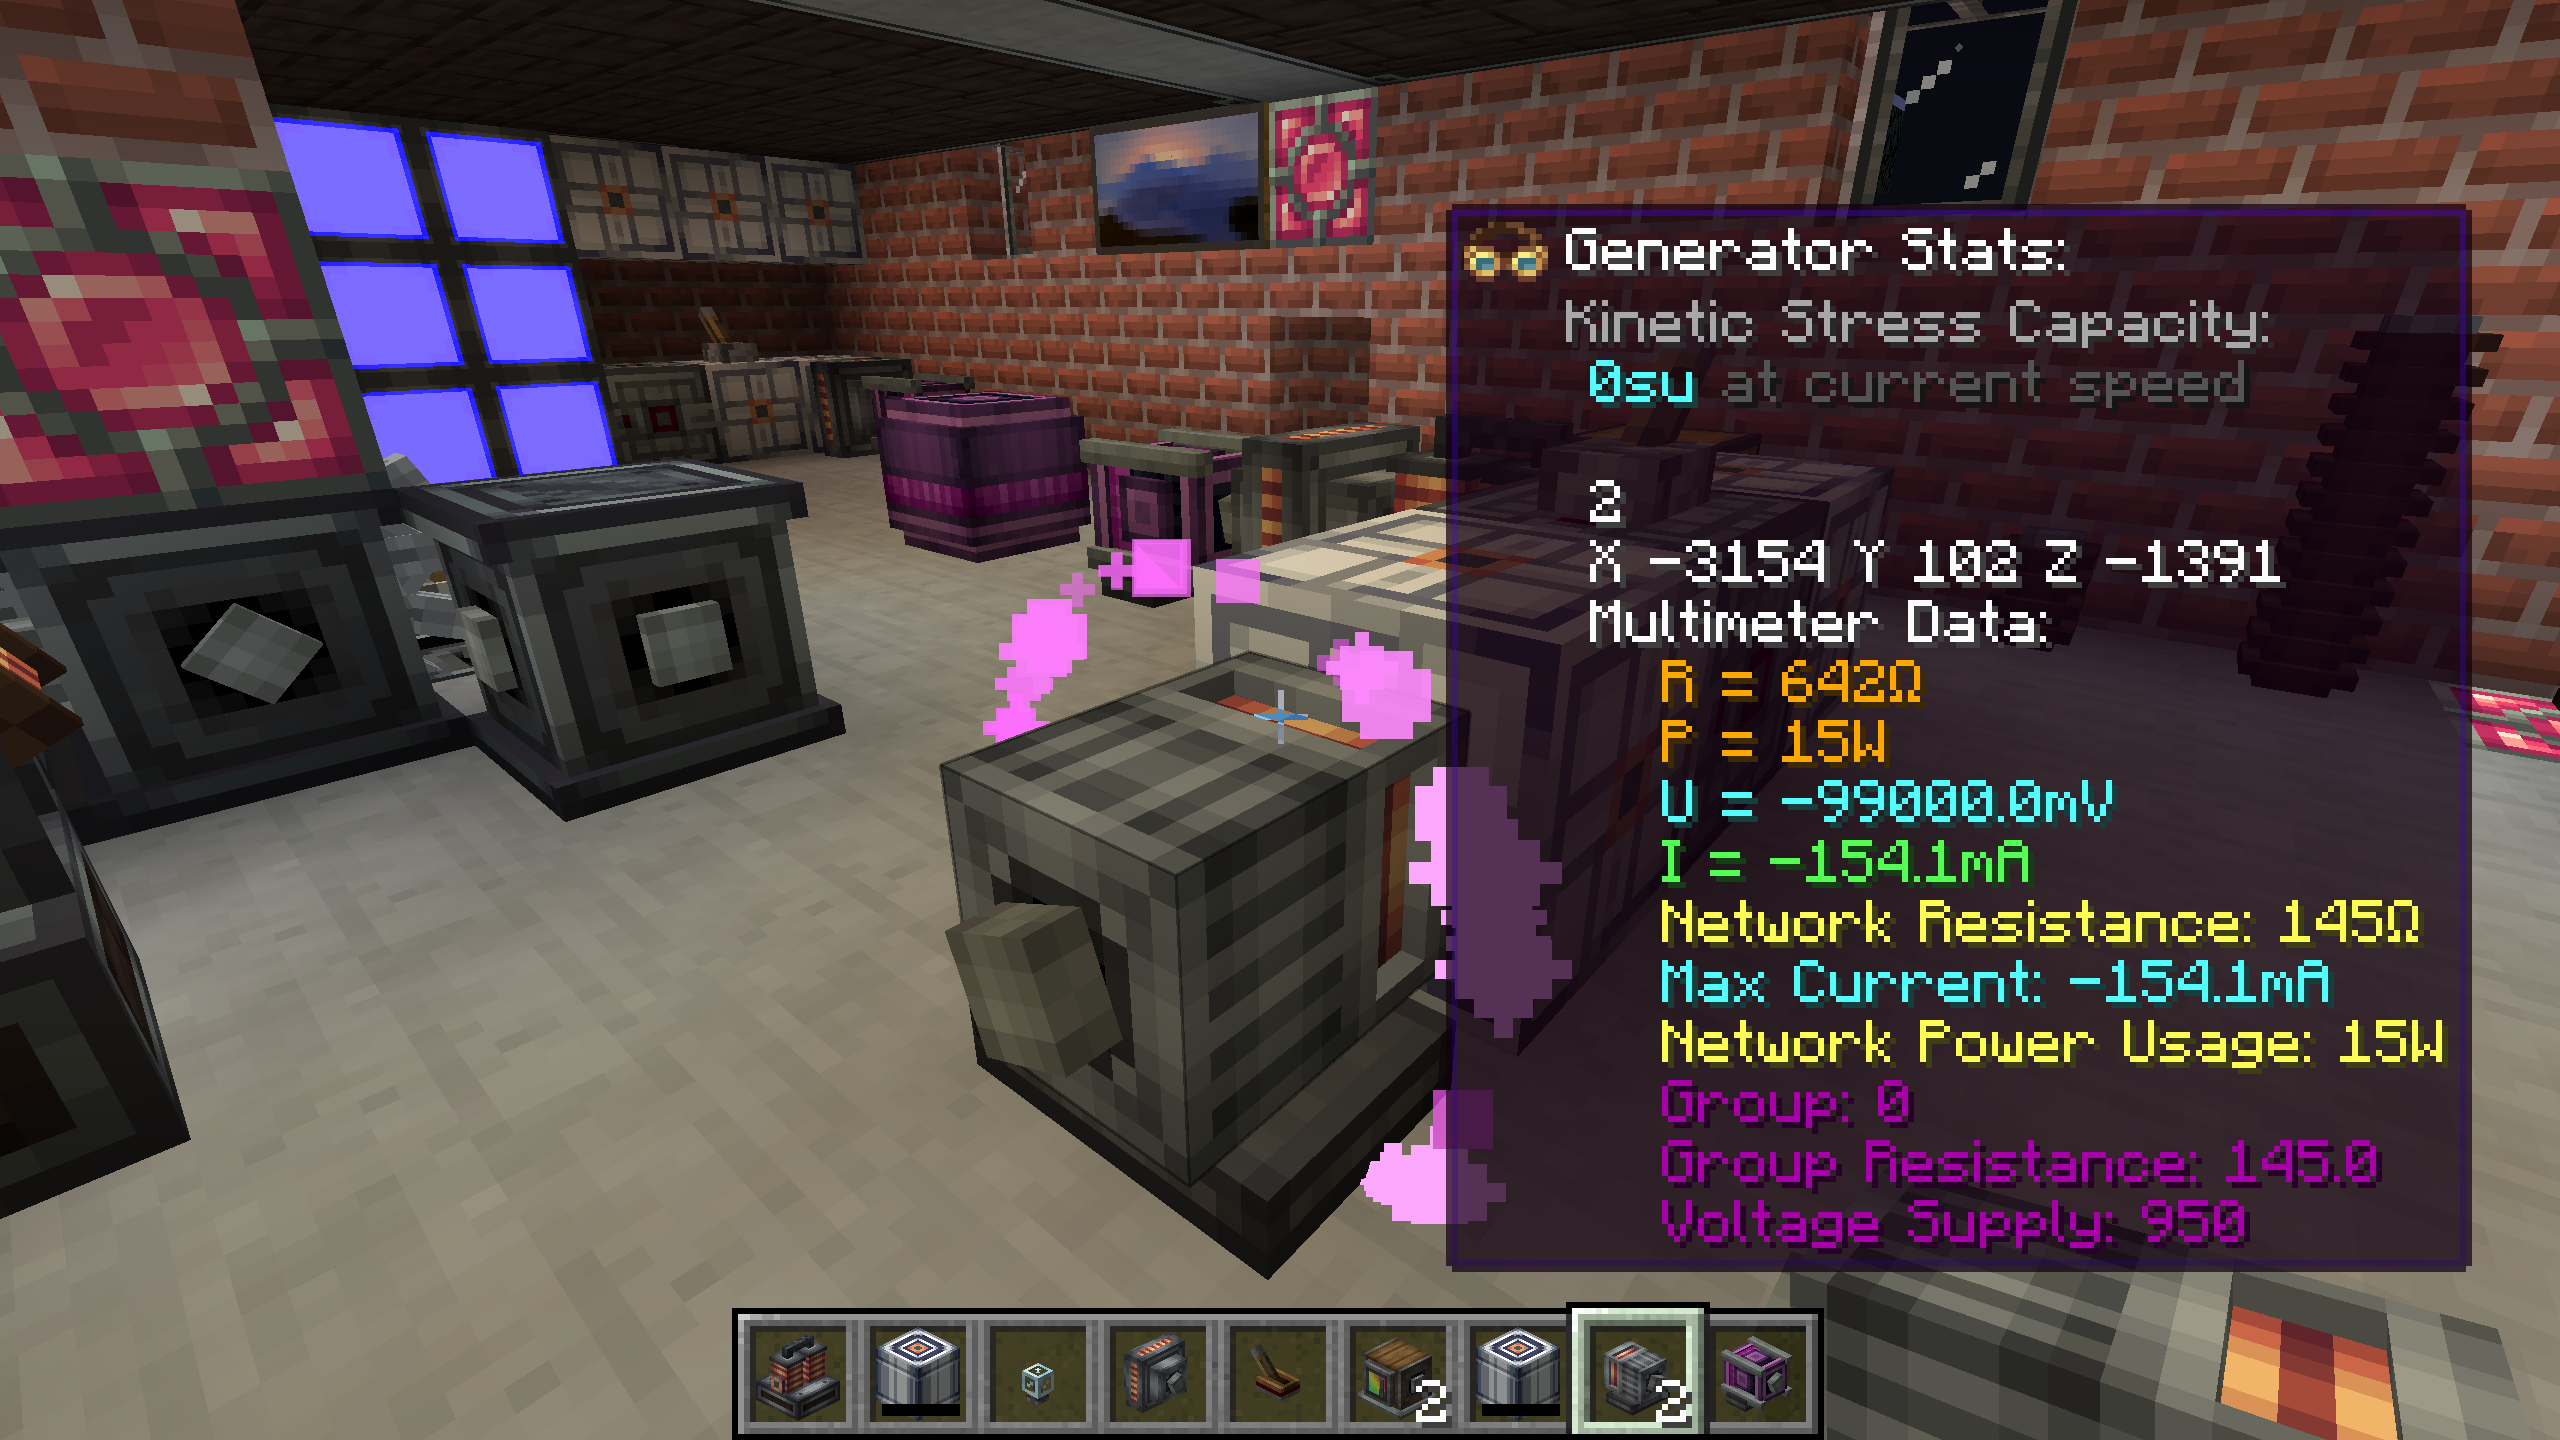 Generator Stats:
Kinetic Stress Capacity:
0su at current speed
2
X -3154 Y 102 Z -1391
Multimeter Data:
R = 642Ω
P = 15W
U = -99000.0mV
I = -154.1mA
Network Resistance: 145Ω
Max Current: -154.1mA
Network Power Usage: 15W
Group: 0
Group Resistance: 145.0
Voltage Supply: 950
2
2